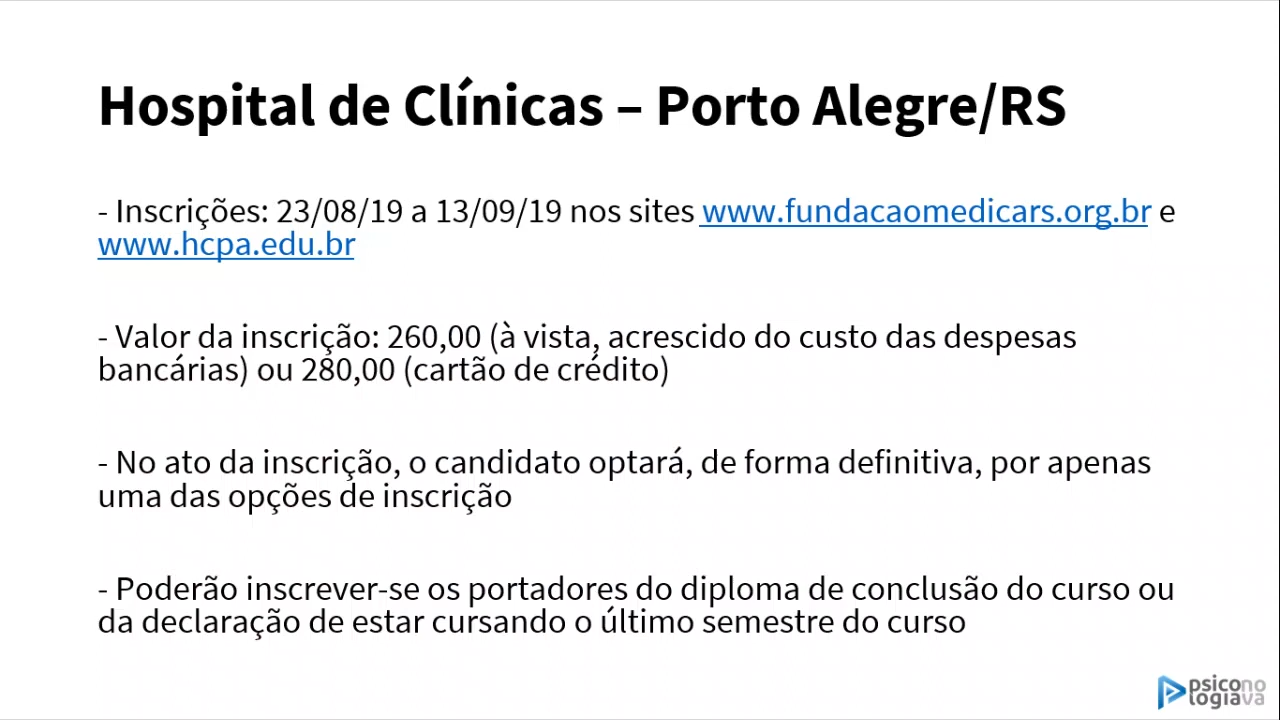 Hospital de Clínicas – Porto Alegre/RS
- Inscrições: 23/08/19 a 13/09/19 nos sites www.fundacaomedicars.org.br e
www.hcpa.edu.br
- Valor da inscrição: 260,00 (à vista, acrescido do custo das despesas
bancárias) ou 280,00 (cartão de crédito)
- No ato da inscrição, o candidato optará, de forma definitiva, por apenas
uma das opções de inscrição
- Poderão inscrever-se os portadores do diploma de conclusão do curso ou
da declaração de estar cursando o último semestre do curso
psicono
logiava